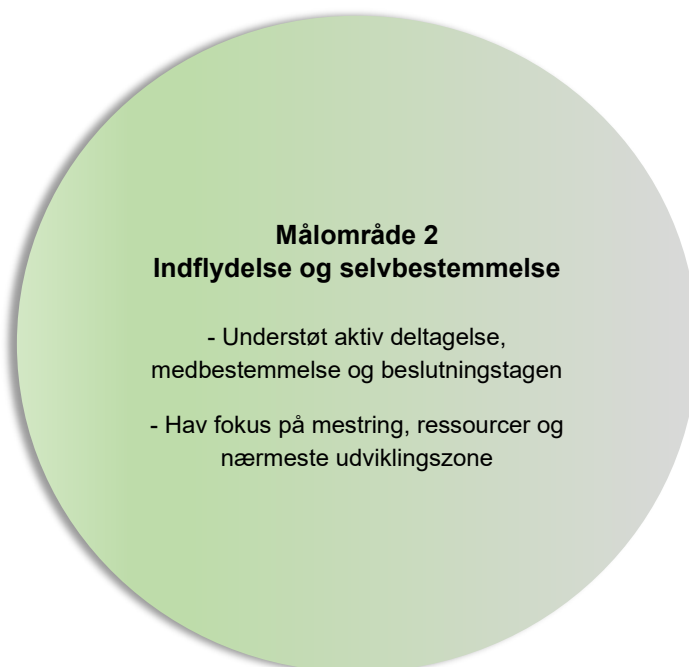 Målområde 2
Indflydelse og selvbestemmelse
- Understøt aktiv deltagelse,
medbestemmelse og beslutningstagen
- Hav fokus på mestring, ressourcer og
nærmeste udviklingszone